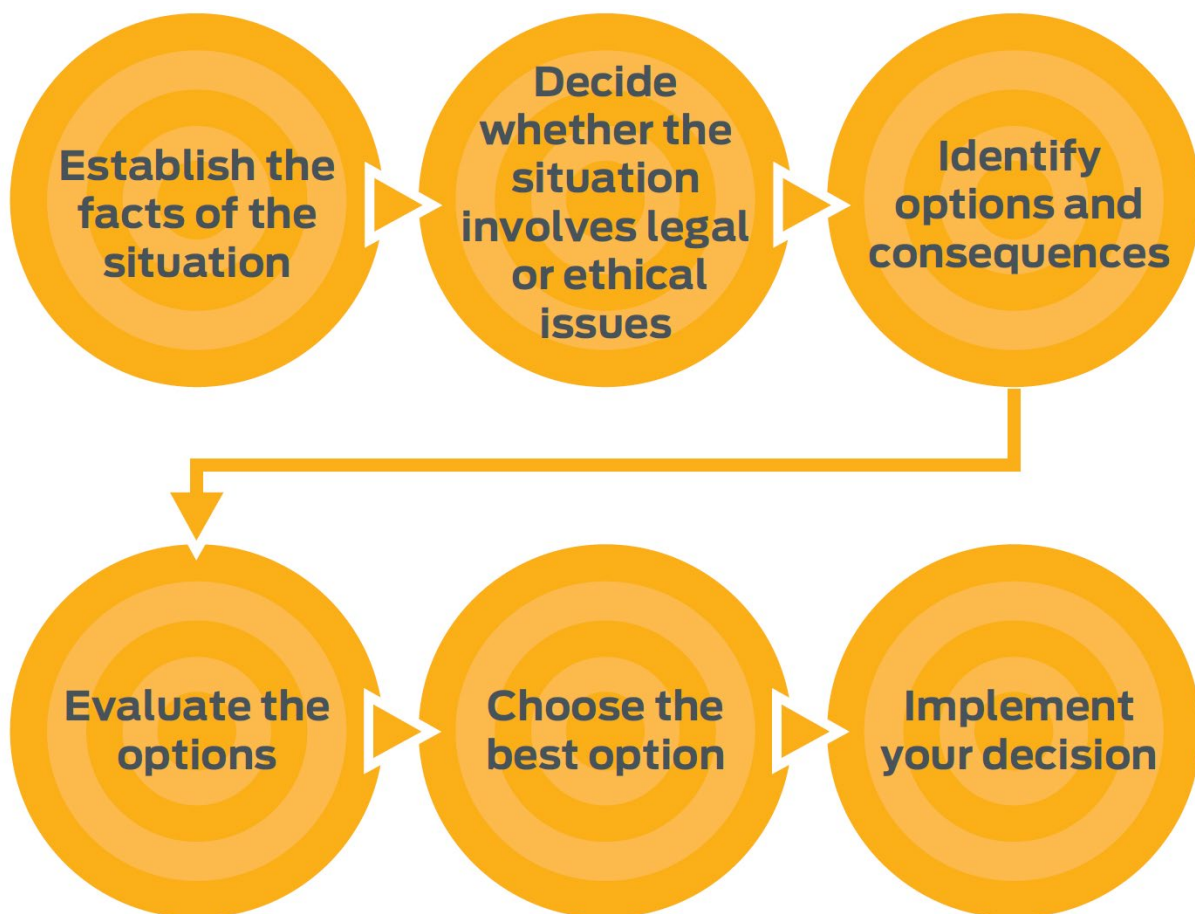 Establish the
facts of the
situation
Decide
whether the
situation
involves legal
or ethical
issues
Identify
options and
consequences
Evaluate the
options
Choose the
best option
Implement
your decision